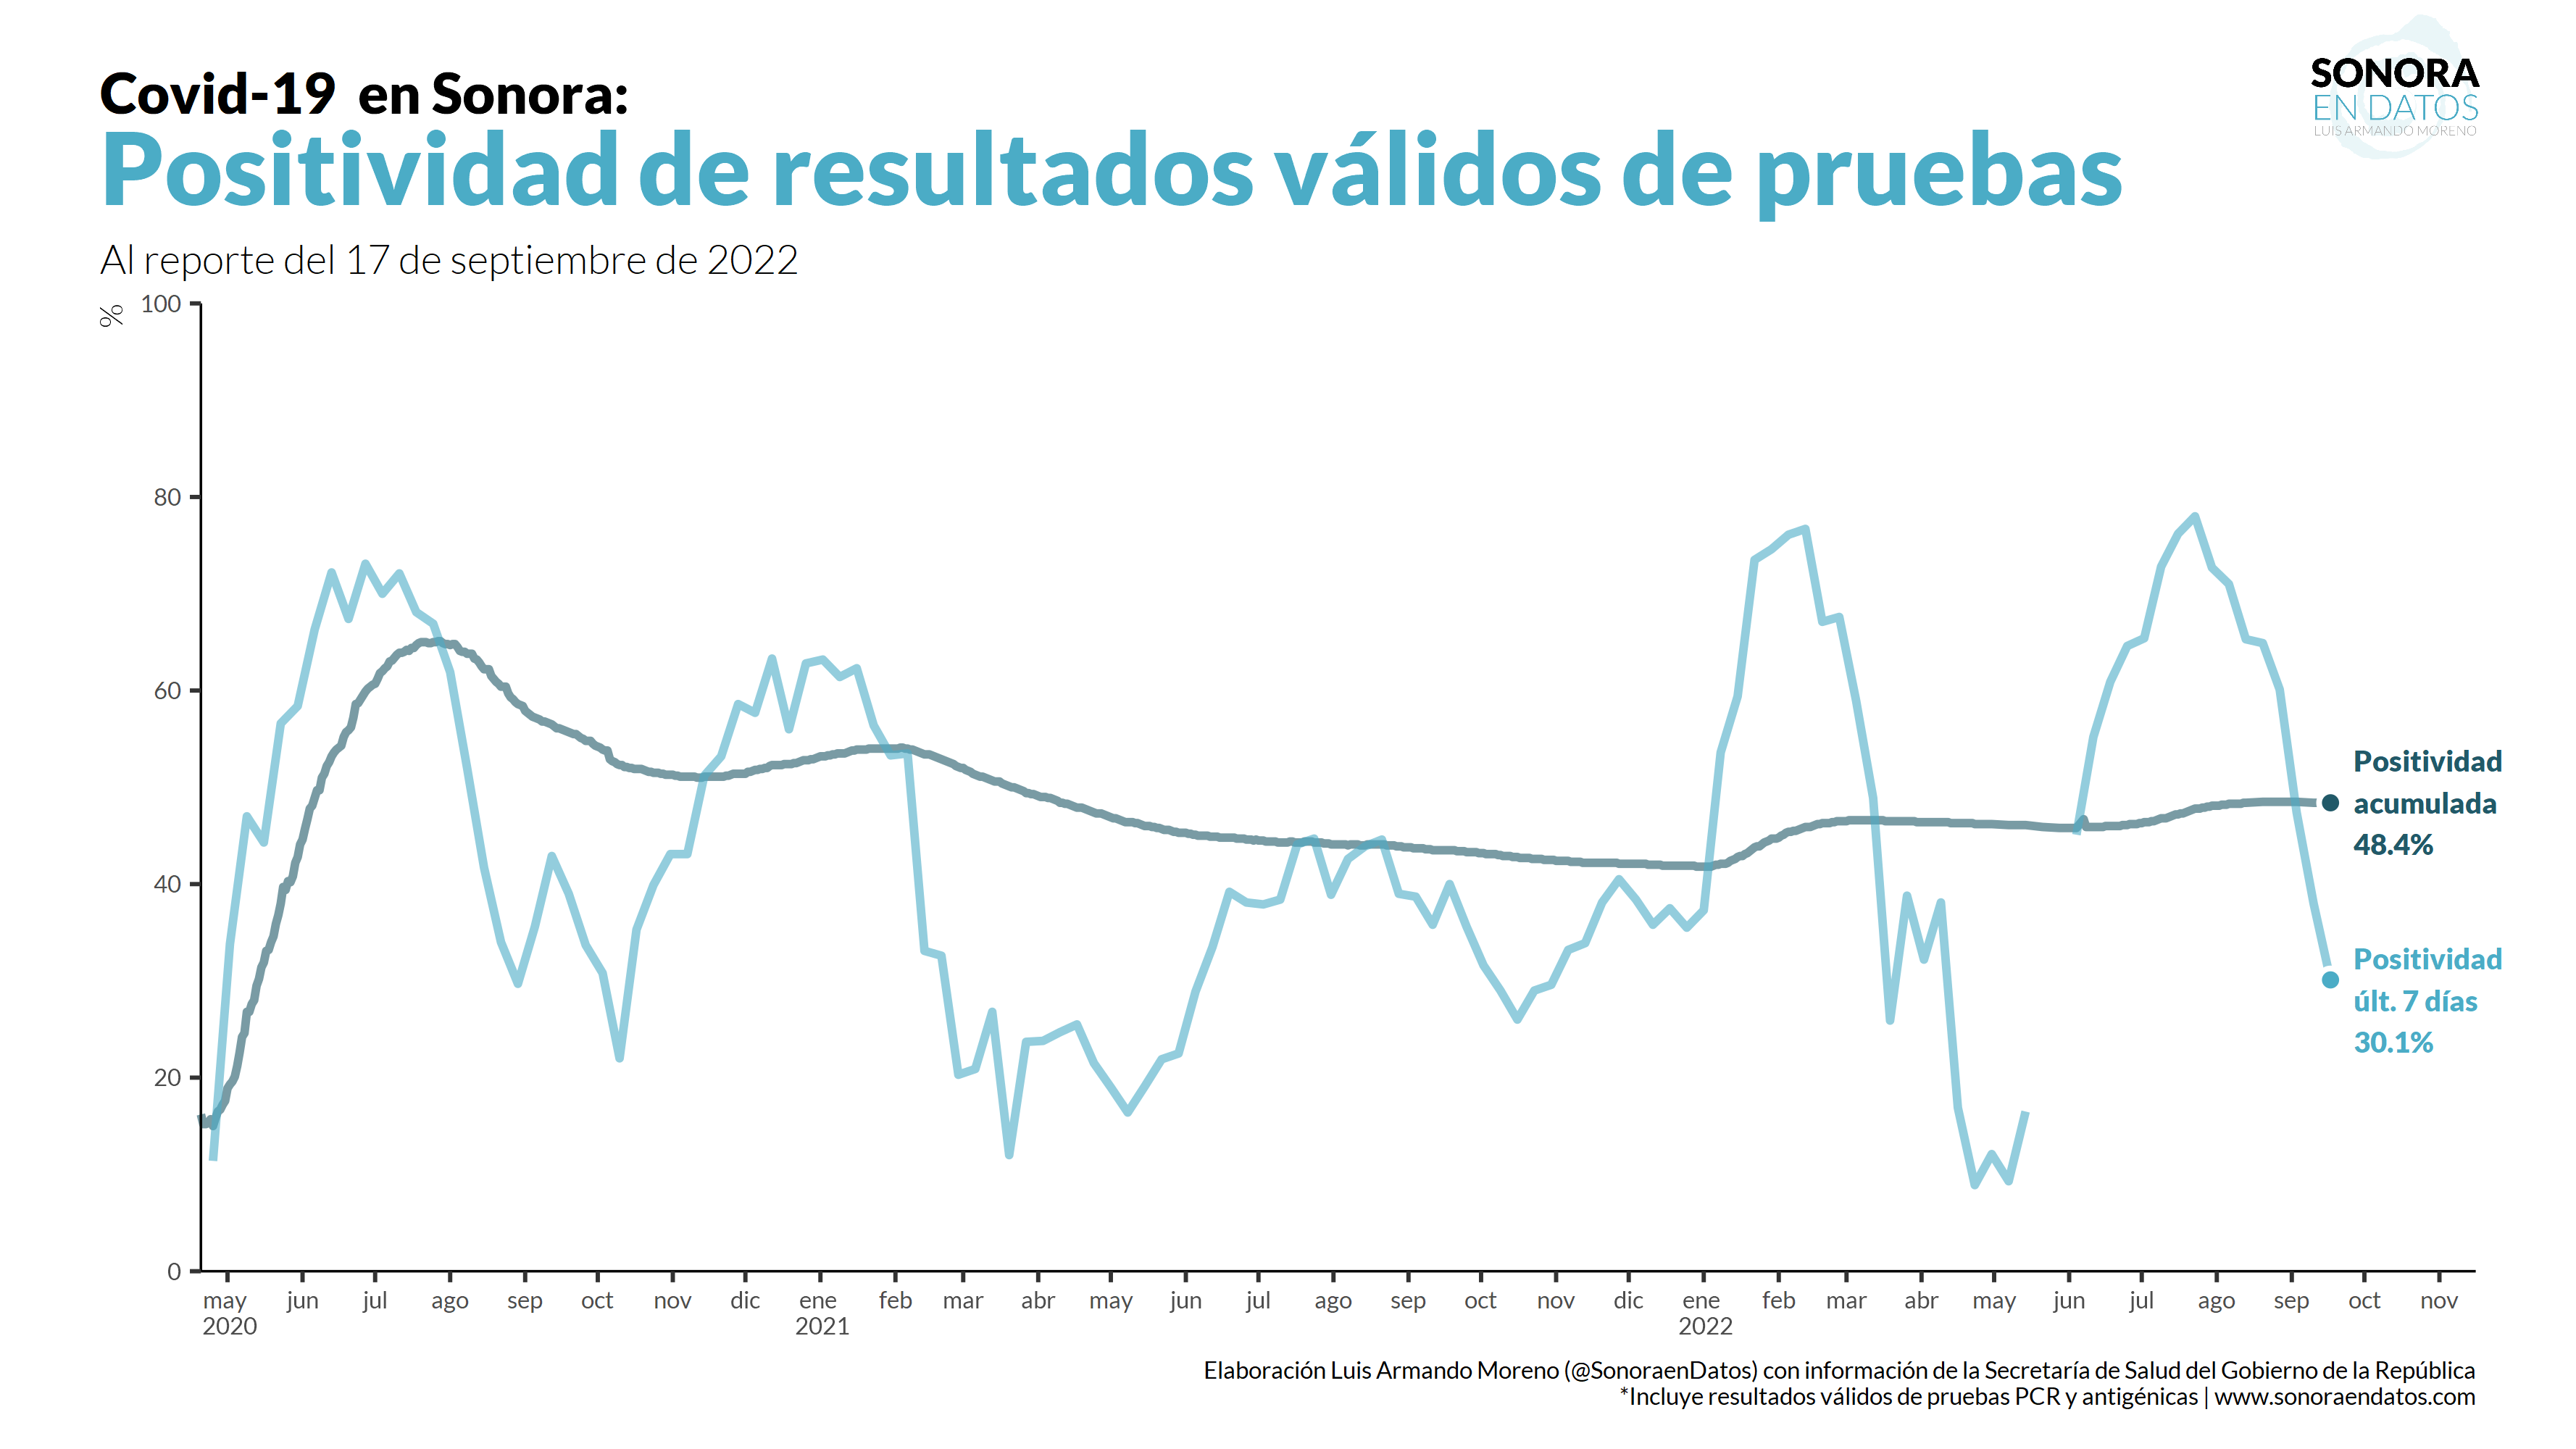 SONORA
EN DATOS
LUIS ARMANDO MORENO
Covid-19 en Sonora:
Positividad de resultados válidos de pruebas
Al reporte del 17 de septiembre de 2022
%
100
80
60
40
20
0
Positividad
acumulada
48.4%
Positividad
últ. 7 días
30.1%
may jun jul ago sep oct nov dic ene feb mar abr may jun jul ago sep oct nov dic ene feb mar abr may jun jul ago sep oct nov
2020 2021 2022
Elaboración Luis Armando Moreno (@SonoraenDatos) con información de la Secretaría de Salud del Gobierno de la República
*Incluye resultados válidos de pruebas PCR y antigénicas | www.sonoraendatos.com